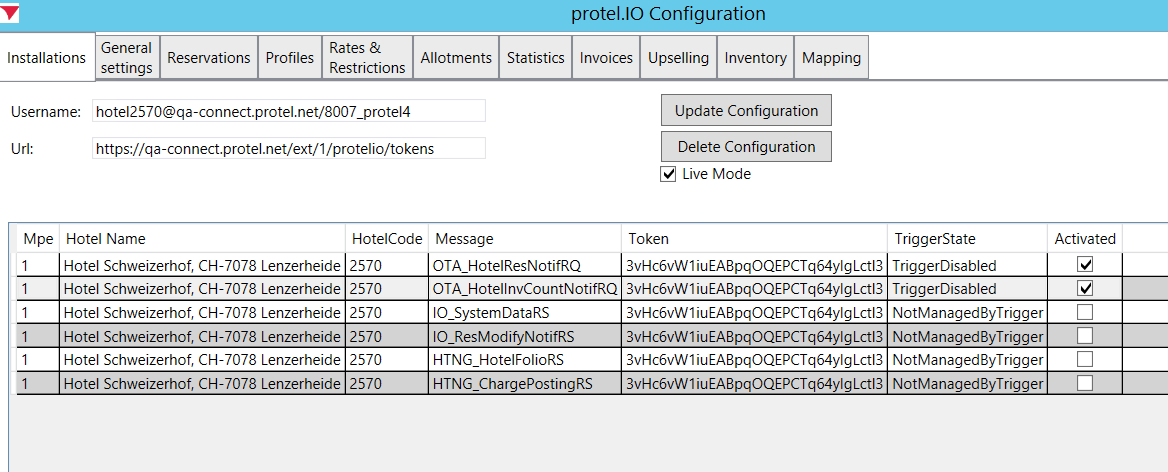 protel.IO Configuration
Installations General settings Reservations Profiles Rates & Restrictions Allotments Statistics Invoices Upselling Inventory Mapping
Username: hotel2570@qa-connect.protel.net/8007_protel4 Update Configuration
Url: https://qa-connect.protel.net/ext/1/protelio/tokens Delete Configuration
Live Mode
Mpe Hotel Name HotelCode Message Token TriggerState Activated
1 Hotel Schweizerhof, CH-7078 Lenzerheide 2570 OTA_HotelResNotifRQ 3vHc6vW1iuEABpqOQEPCTq64ylgLctl3 TriggerDisabled
1 Hotel Schweizerhof, CH-7078 Lenzerheide 2570 OTA_HotelInvCountNotifRQ 3vHc6vW1iuEABpqOQEPCTq64ylgLctl3 TriggerDisabled
1 Hotel Schweizerhof, CH-7078 Lenzerheide 2570 IO_SystemDataRS 3vHc6vW1iuEABpqOQEPCTq64ylgLctl3 NotManagedByTrigger
1 Hotel Schweizerhof, CH-7078 Lenzerheide 2570 IO_ResModifyNotifRS 3vHc6vW1iuEABpqOQEPCTq64ylgLctl3 NotManagedByTrigger
1 Hotel Schweizerhof, CH-7078 Lenzerheide 2570 HTNG_HotelFolioRS 3vHc6vW1iuEABpqOQEPCTq64ylgLctl3 NotManagedByTrigger
1 Hotel Schweizerhof, CH-7078 Lenzerheide 2570 HTNG_ChargePostingRS 3vHc6vW1iuEABpqOQEPCTq64ylgLctl3 NotManagedByTrigger